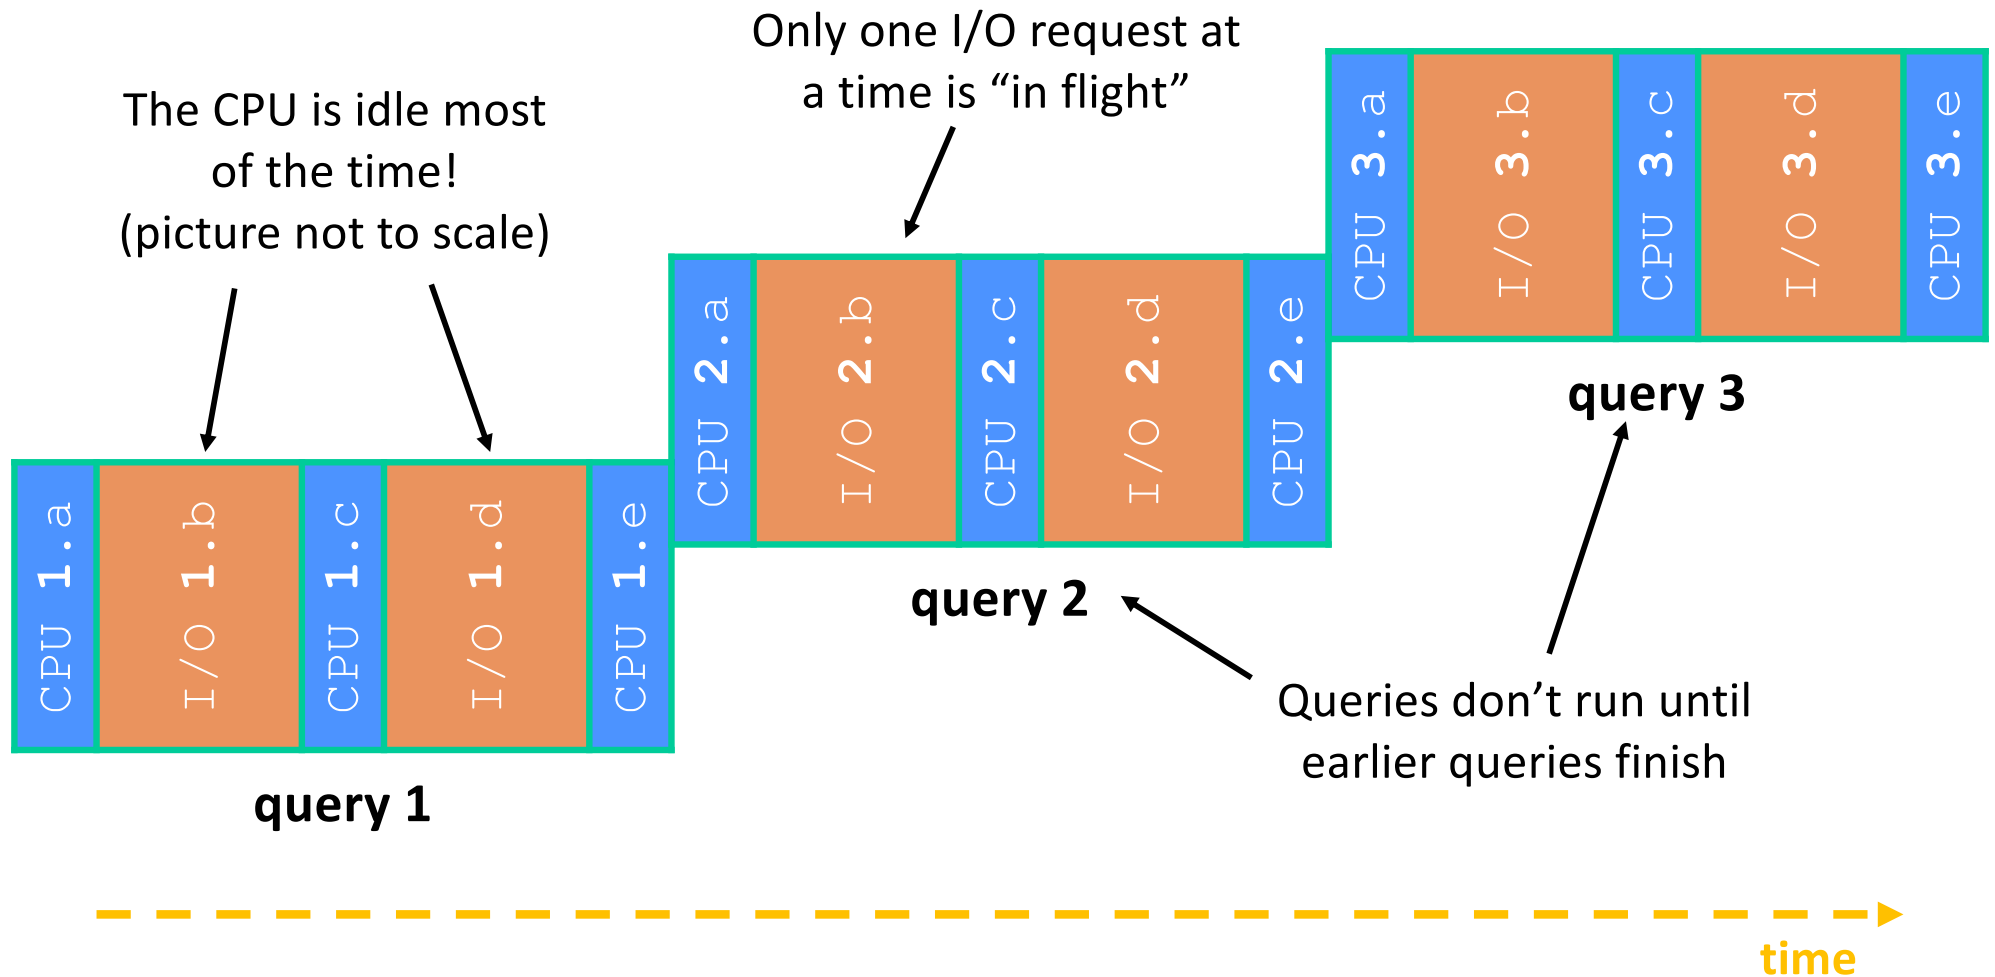 Only one I/O request at
a time is “in flight”
The CPU is idle most
of the time!
(picture not to scale)
CPU 3.a
I/O 3.b
CPU 3.c
I/O 3.d
CPU 3.e
query 3
CPU 2.a
I/O 2.b
CPU 2.c
I/O 2.d
CPU 2.e
query 2
CPU 1.a
I/O 1.b
CPU 1.c
I/O 1.d
CPU 1.e
query 1
Queries don’t run until
earlier queries finish
time